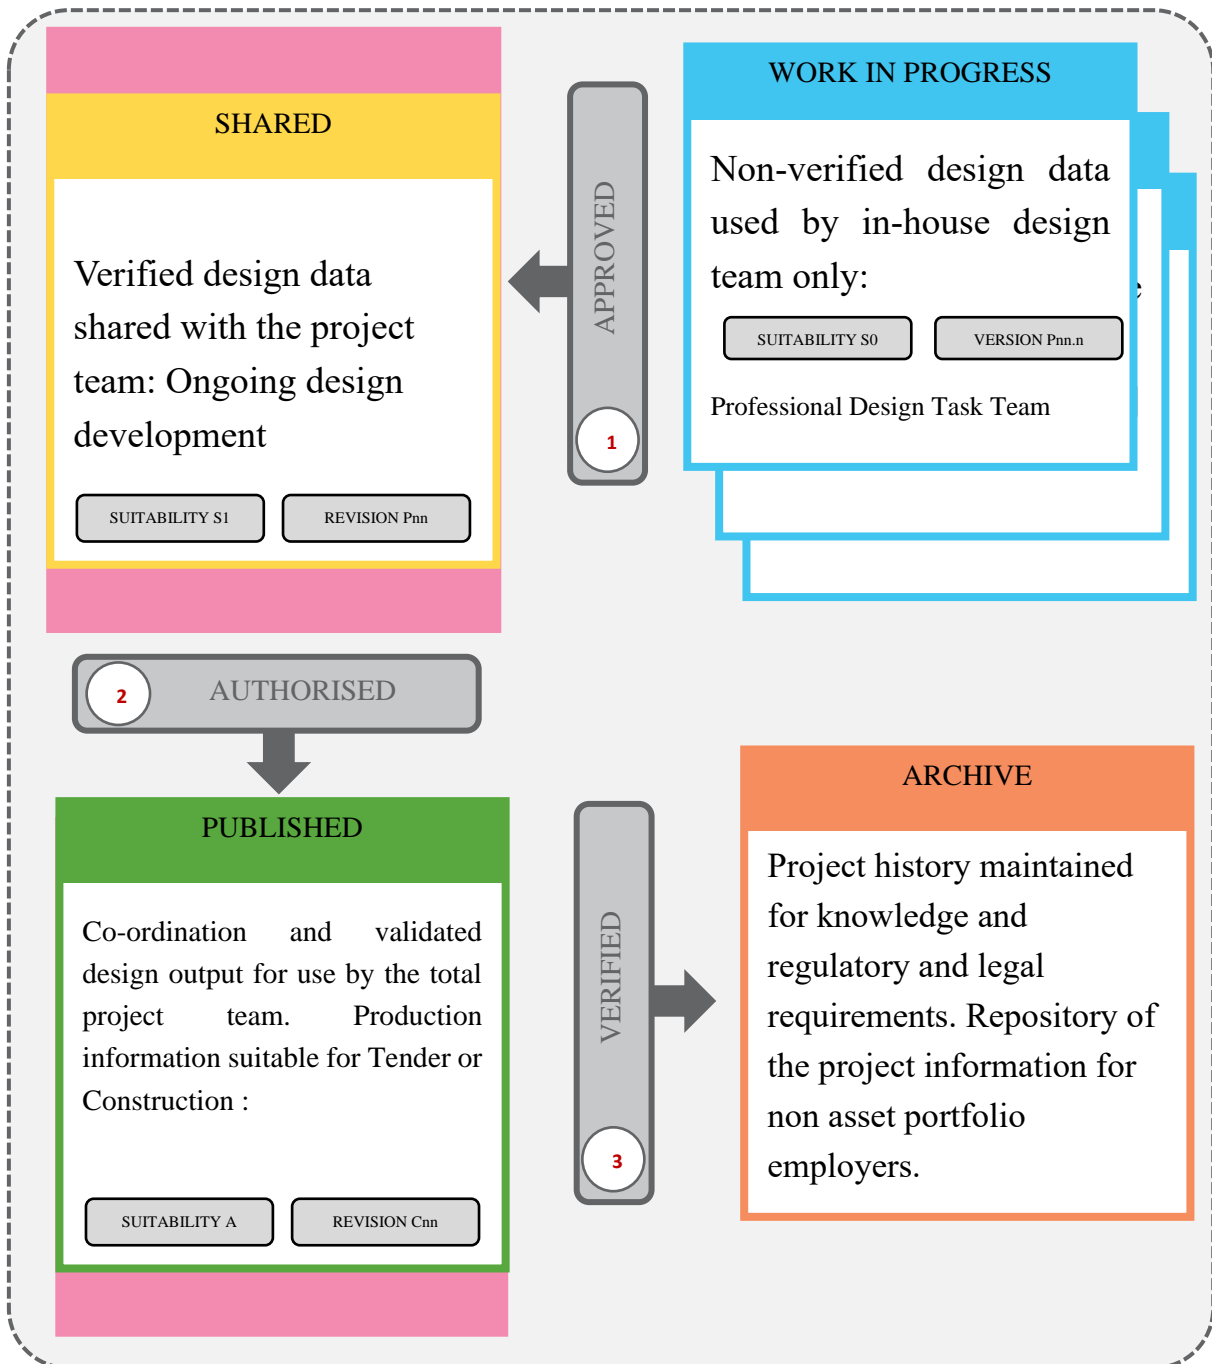 SHARED
Verified design data
shared with the project
team: Ongoing design
development
SUITABILITY S1
REVISION Pnn
APPROVED
1
WORK IN PROGRESS
Non-verified design data
used by in-house design
team only:
e
SUITABILITY S0
VERSION Pnn.n
Professional Design Task Team
2
AUTHORISED
PUBLISHED
Co-ordination and validated
design output for use by the total
project team. Production
information suitable for Tender or
Construction :
SUITABILITY A
REVISION Cnn
VERIFIED
3
ARCHIVE
Project history maintained
for knowledge and
regulatory and legal
requirements. Repository of
the project information for
non asset portfolio
employers.